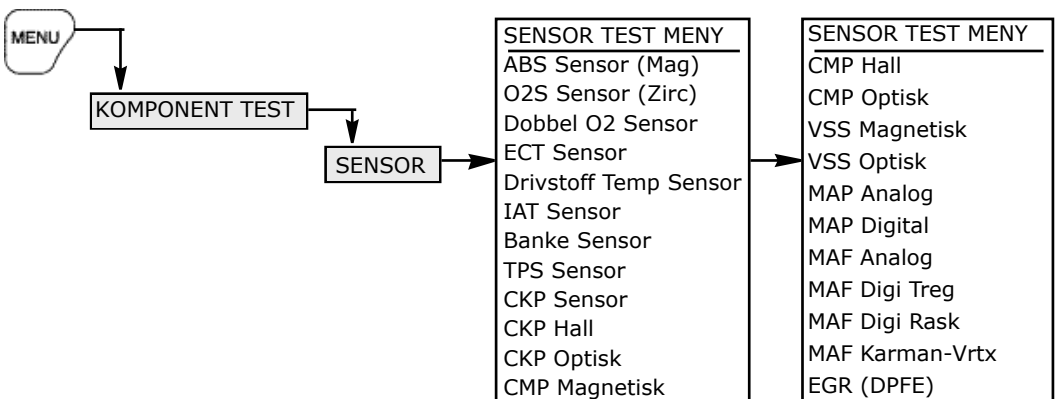 MENU
KOMPONENT TEST
SENSOR
SENSOR TEST MENY
ABS Sensor (Mag)
O2S Sensor (Zirc)
Dobbel O2 Sensor
ECT Sensor
Drivstoff Temp Sensor
IAT Sensor
Banke Sensor
TPS Sensor
CKP Sensor
CKP Hall
CKP Optisk
CMP Magnetisk
SENSOR TEST MENY
CMP Hall
CMP Optisk
VSS Magnetisk
VSS Optisk
MAP Analog
MAP Digital
MAF Analog
MAF Digi Treg
MAF Digi Rask
MAF Karman-Vrtx
EGR (DPFE)